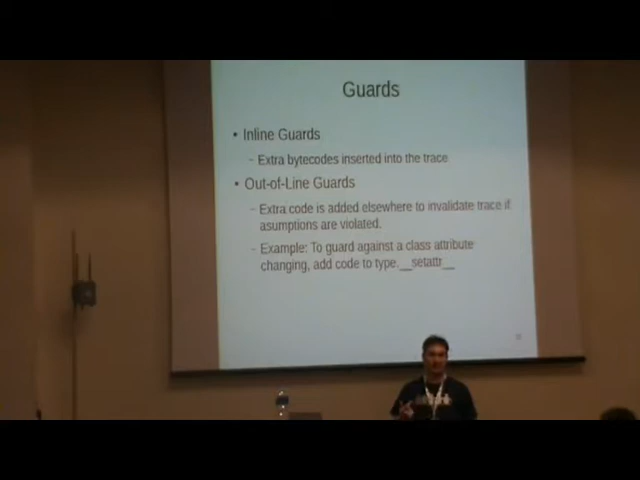 Guards
• Inline Guards
– Extra bytecodes inserted into the trace
• Out-of-Line Guards
– Extra code is added elsewhere to invalidate trace if
asumptions are violated.
– Example: To guard against a class attribute
changing, add code to type.__setattr__